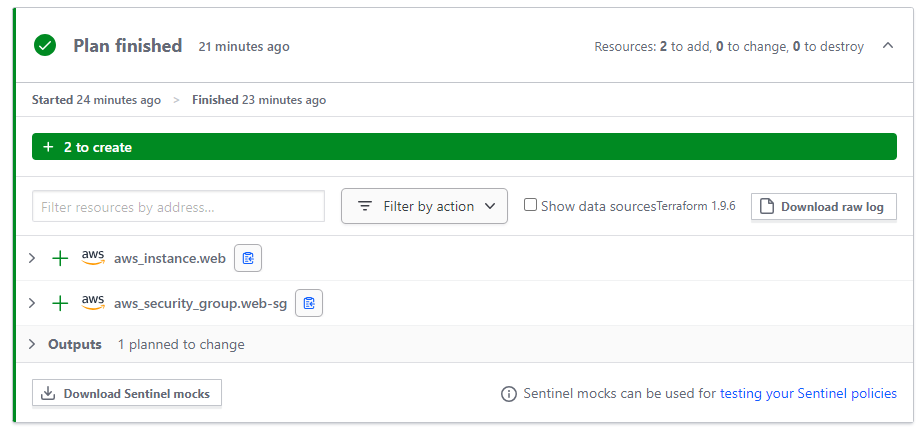 Plan finished 21 minutes ago Resources: 2 to add, 0 to change, 0 to destroy
Started 24 minutes ago > Finished 23 minutes ago
+ 2 to create
Filter resources by address... Filter by action Show data sources Terraform 1.9.6 Download raw log
aws aws_instance.web
aws aws_security_group.web-sg
Outputs 1 planned to change
Download Sentinel mocks Sentinel mocks can be used for testing your Sentinel policies